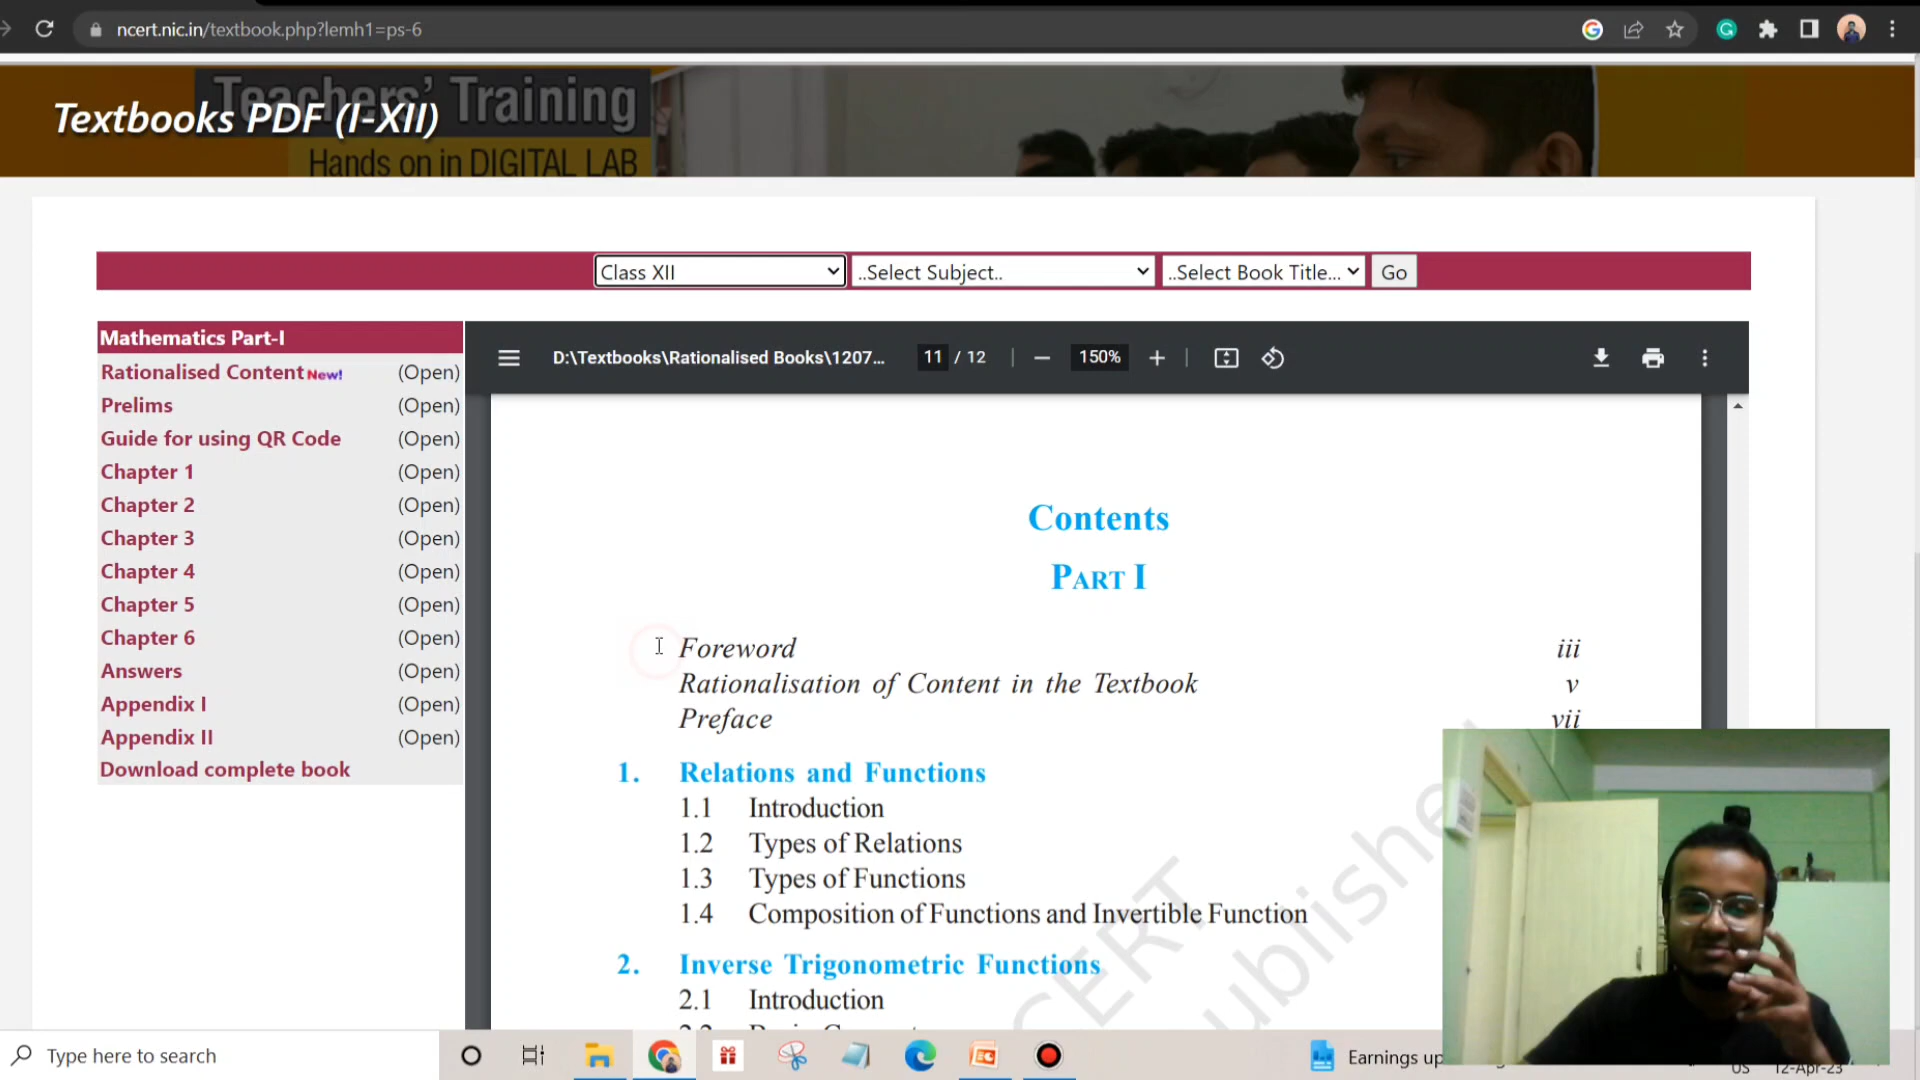 ncert.nic.in/textbook.php?lemh1=ps-6
Teachers' Training
Textbooks PDF (I-XII)
Hands on in DIGITAL LAB
Class XII
..Select Subject..
..Select Book Title...
Go
Mathematics Part-I
Rationalised Content New! (Open)
Prelims (Open)
Guide for using QR Code (Open)
Chapter 1 (Open)
Chapter 2 (Open)
Chapter 3 (Open)
Chapter 4 (Open)
Chapter 5 (Open)
Chapter 6 (Open)
Answers (Open)
Appendix I (Open)
Appendix II (Open)
Download complete book
D:\Textbooks\Rationalised Books\1207...
11 / 12
150%
Contents
PART I
Foreword iii
Rationalisation of Content in the Textbook v
Preface vii
1. Relations and Functions
1.1 Introduction
1.2 Types of Relations
1.3 Types of Functions
1.4 Composition of Functions and Invertible Function
2. Inverse Trigonometric Functions
2.1 Introduction
Type here to search
Earnings up
US
12-Apr-23